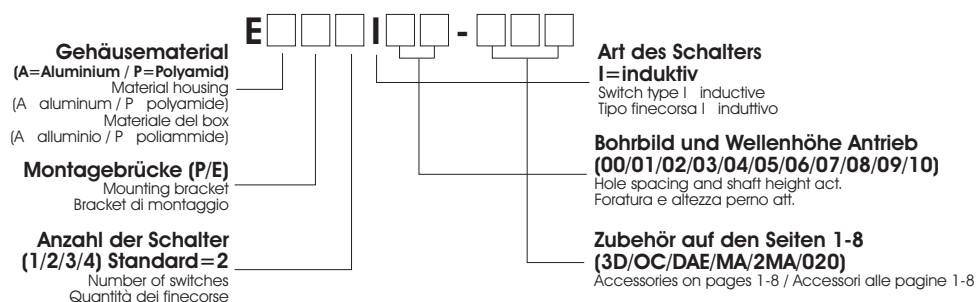 E□□□I□□-□□□
Gehäusematerial
(A=Aluminium / P=Polyamid)
Material housing
(A aluminum / P polyamide)
Materiale del box
(A alluminio / P poliammide)
Montagebrücke (P/E)
Mounting bracket
Bracket di montaggio
Anzahl der Schalter
(1/2/3/4) Standard=2
Number of switches
Quantità dei finecorse
Art des Schalters
I=induktiv
Switch type I inductive
Tipo finecorsa I induttivo
Bohrbild und Wellenhöhe Antrieb
(00/01/02/03/04/05/06/07/08/09/10)
Hole spacing and shaft height act.
Foratura e altezza perno att.
Zubehör auf den Seiten 1-8
(3D/OC/DAE/MA/2MA/020)
Accessories on pages 1-8 / Accessori alle pagine 1-8